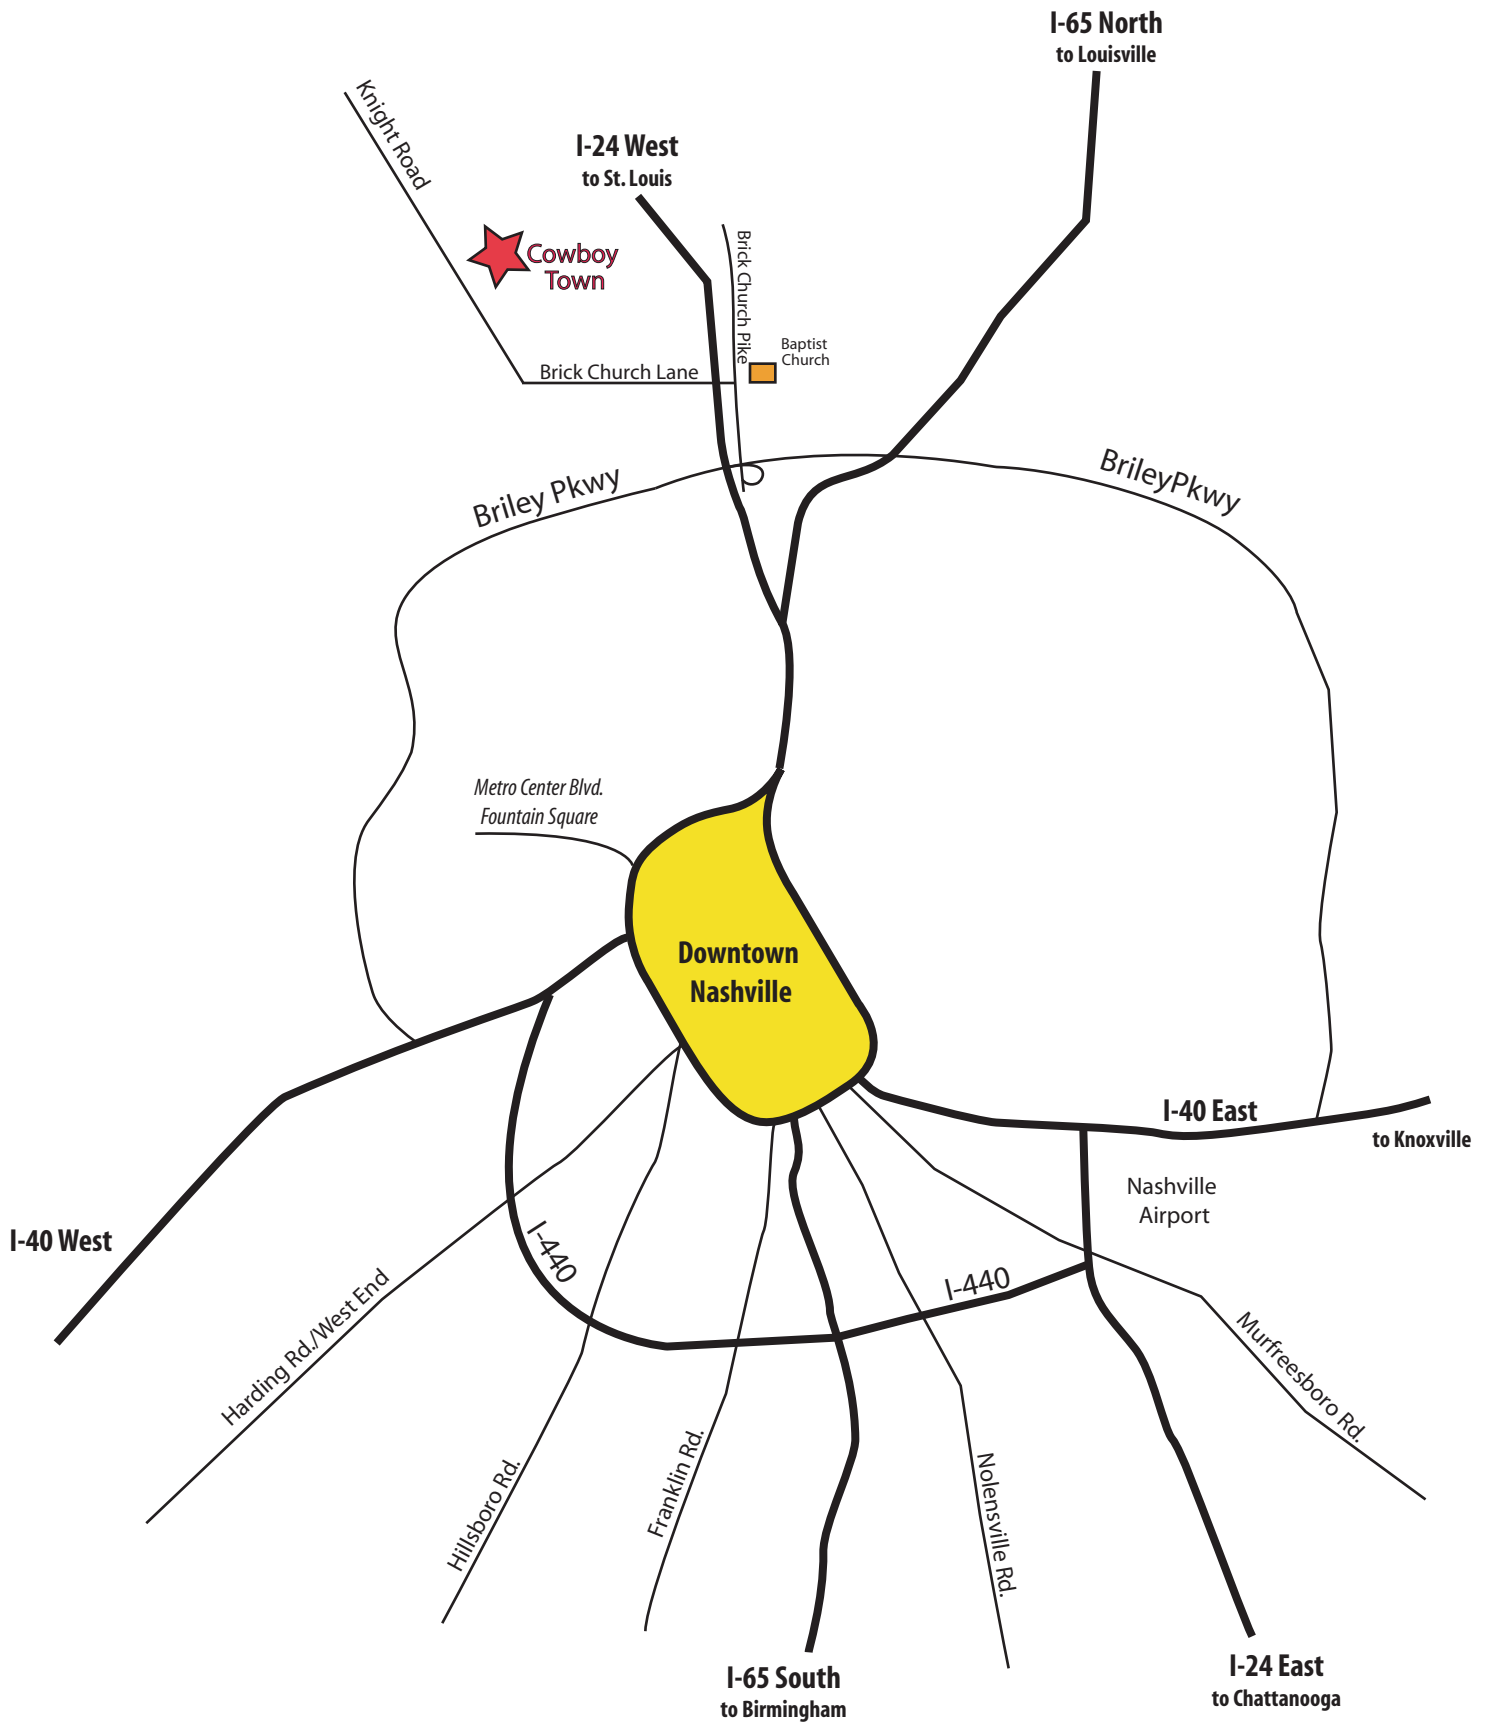 I-65 North
to Louisville
Knight Road
I-24 West
to St. Louis
Cowboy
Town
Brick Church Pike
Baptist
Church
Brick Church Lane
Briley Pkwy
BrileyPkwy
Metro Center Blvd.
Fountain Square
Downtown
Nashville
I-40 East
to Knoxville
Nashville
Airport
I-40 West
I-440
I-440
Harding Rd./West End
Murfreesboro Rd.
Hillsboro Rd.
Franklin Rd.
Nolensville Rd.
I-65 South
to Birmingham
I-24 East
to Chattanooga